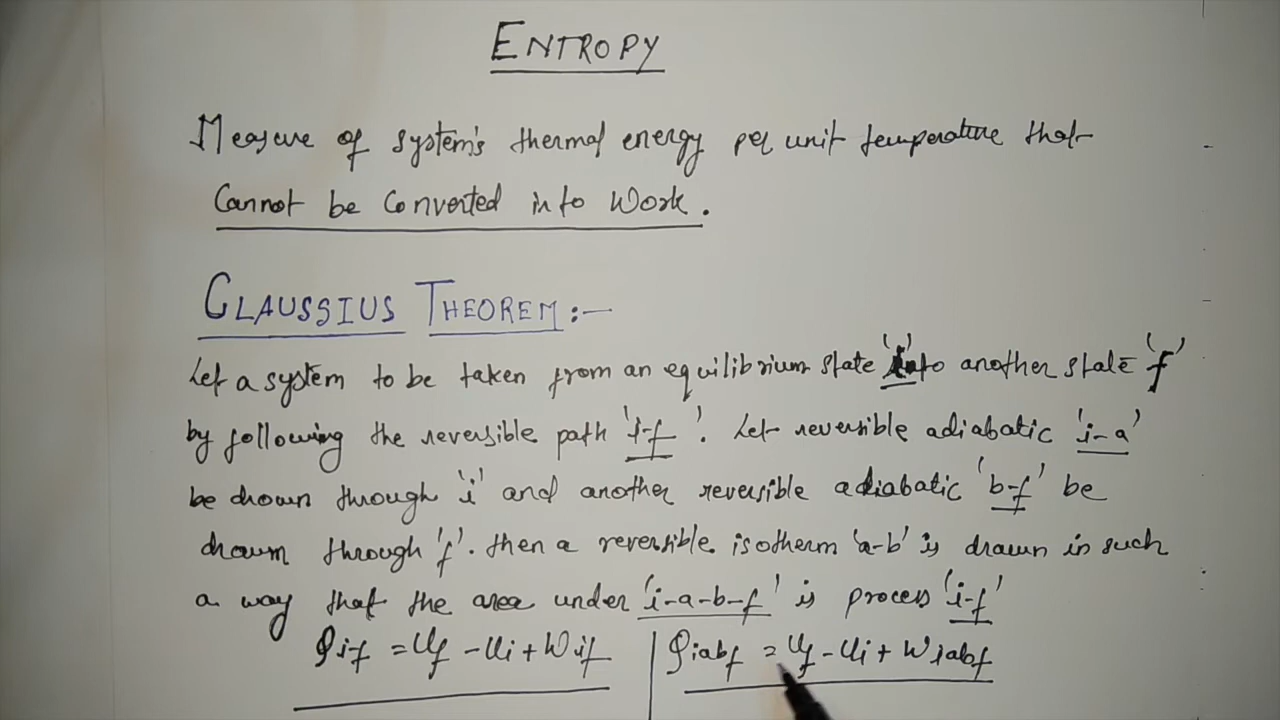 ENTROPY
Measure of system's thermal energy per unit temperature that
Cannot be Converted into Work.
CLAUSSIUS THEOREM:-
Let a system to be taken from an equilibrium state 'i' to another state 'f'
by following the reversible path 'i-f'. Let reversible adiabatic 'i-a'
be drown through 'i' and another reversible adiabatic 'b-f' be
drawn through 'f'. then a reversible isotherm 'a-b' is drawn in such
a way that the area under 'i-a-b-f' is process 'i-f'
Qif = Uf - Ui + Wif | Qiabf = Uf - Ui + Wiabf